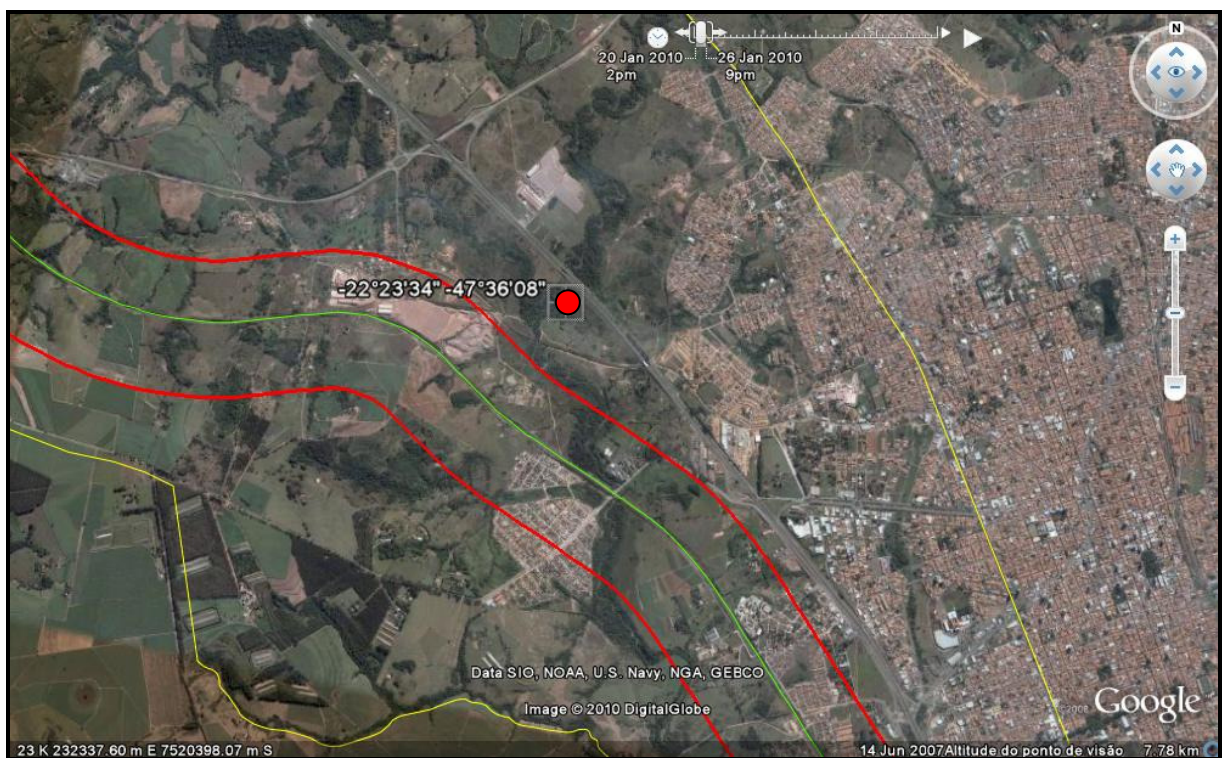 N
20 Jan 2010
2pm
26 Jan 2010
9pm
-22°23'34" -47°36'08"
Data SIO, NOAA, U.S. Navy, NGA, GEBCO
Image © 2010 DigitalGlobe
Google
23 K 232337.60 m E 7520398.07 m S
14 Jun 2007 Altitude do ponto de visão 7.78 km